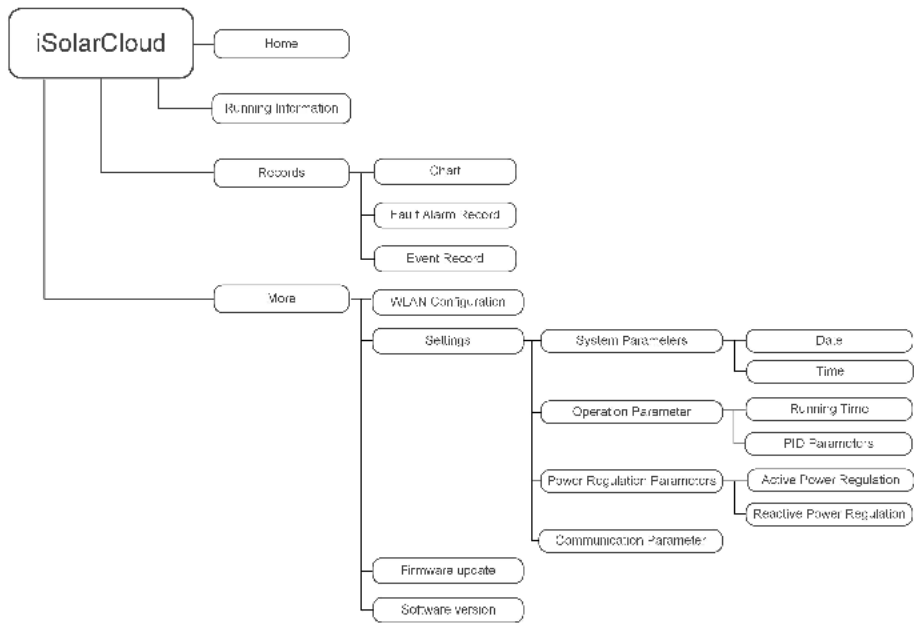 iSolarCloud
Home
Running Information
Records
Chart
Fault Alarm Record
Event Record
More
WLAN Configuration
Settings
System Parameters
Date
Time
Operation Parameter
Running Time
PID Parameters
Power Regulation Parameters
Active Power Regulation
Reactive Power Regulation
Communication Parameter
Firmware update
Software version